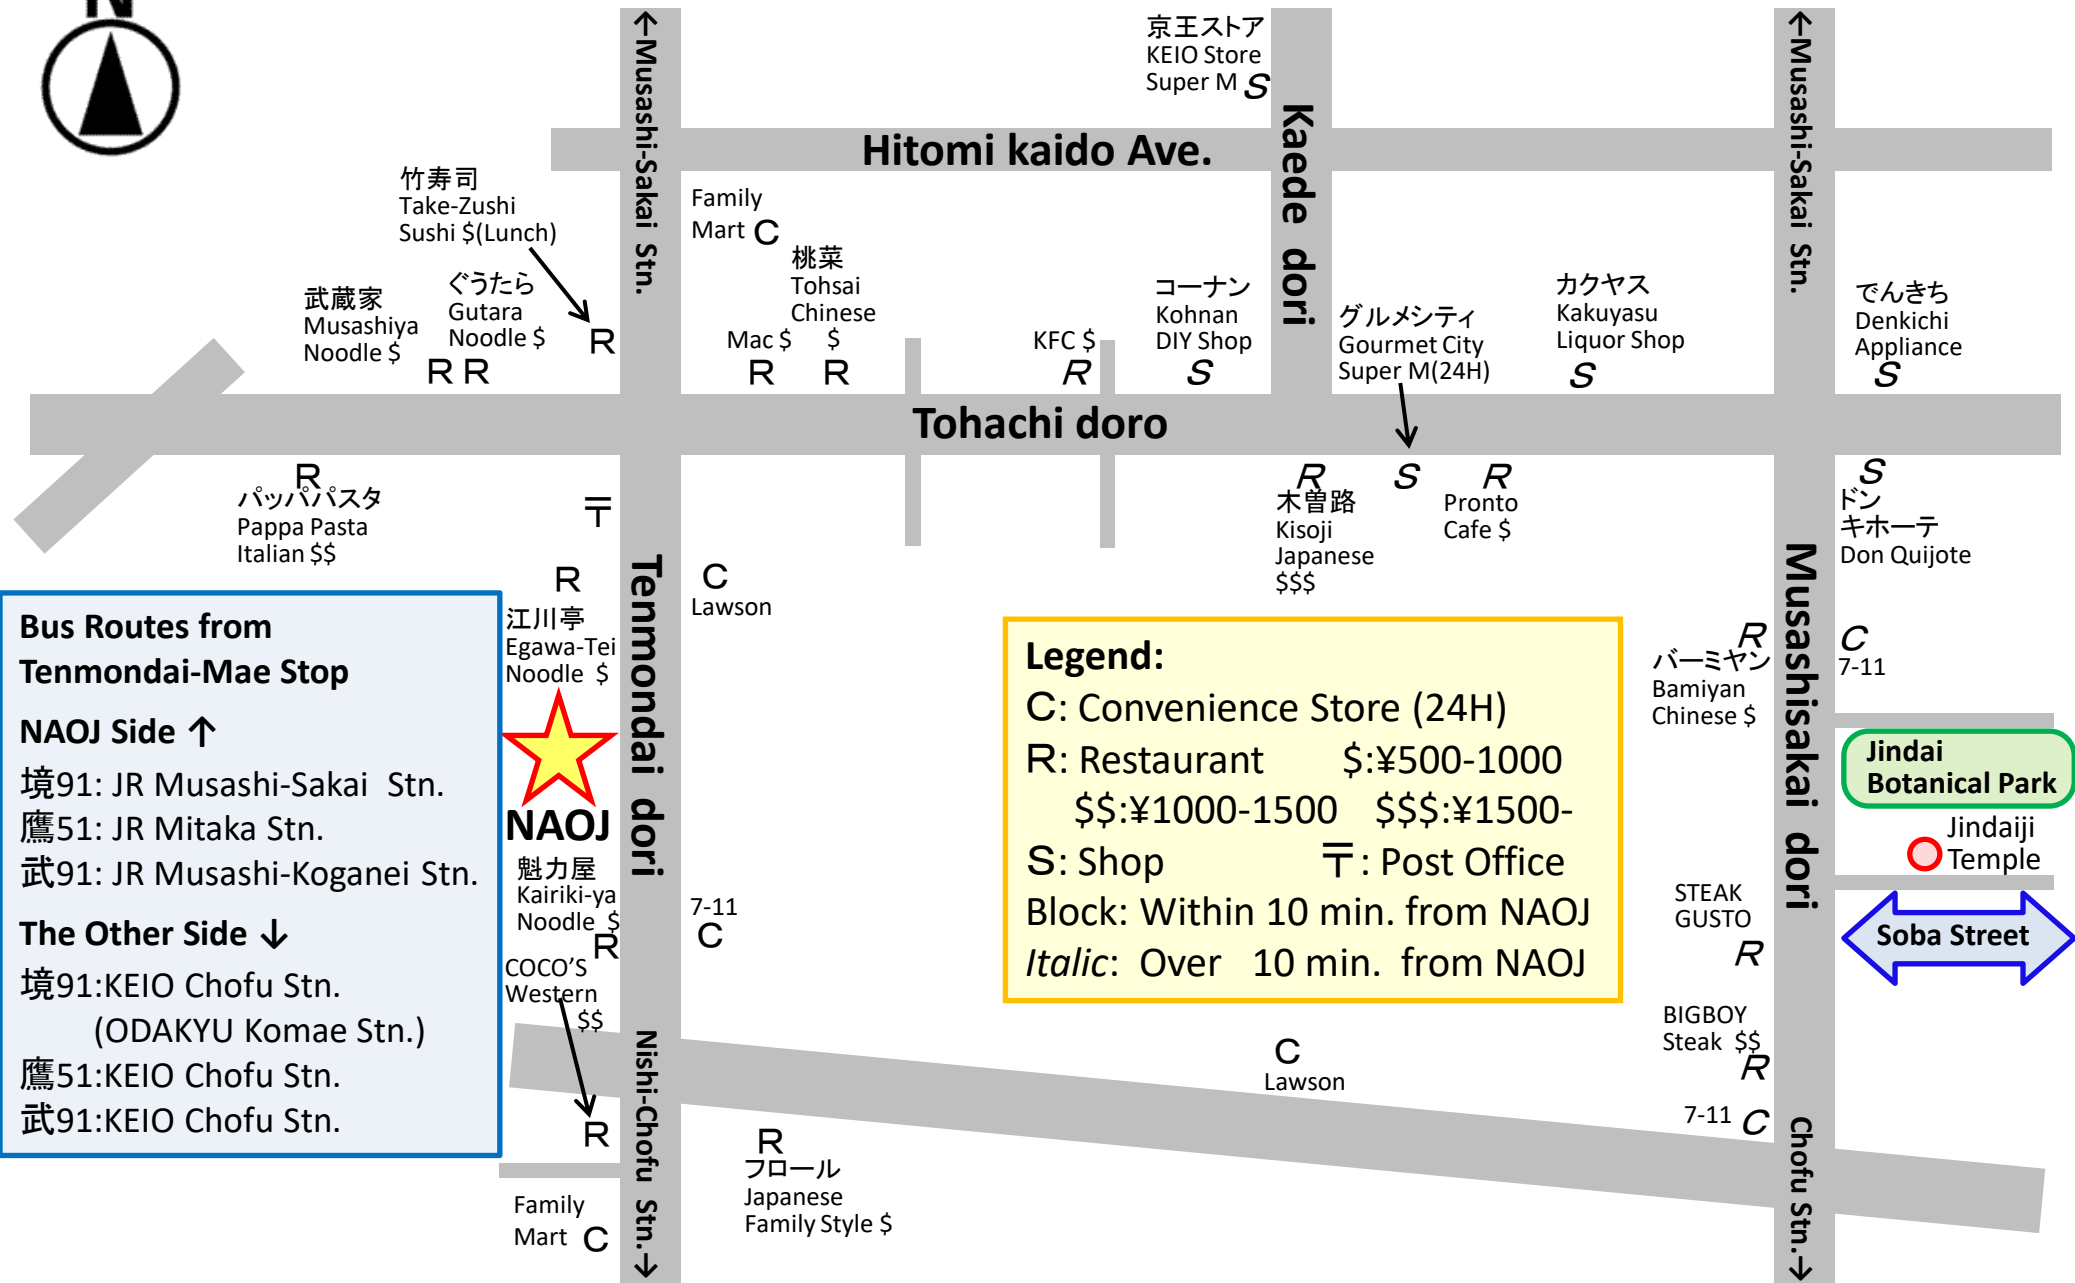 N
↑Musashi-Sakai Stn.
京王ストア
KEIO Store
Super M S
Kaede dori
↑Musashi-Sakai Stn.
Hitomi kaido Ave.
竹寿司
Take-Zushi
Sushi $(Lunch)
R
Family
Mart C
武蔵家
Musashiya
Noodle $
R
ぐうたら
Gutara
Noodle $
R
Mac $
R
桃菜
Tohsai
Chinese
$
R
KFC $
R
コーナン
Kohnan
DIY Shop
S
グルメシティ
Gourmet City
Super M(24H)
カクヤス
Kakuyasu
Liquor Shop
S
でんきち
Denkichi
Appliance
S
Tohachi doro
R
パッパパスタ
Pappa Pasta
Italian $$
〒
R
木曽路
Kisoji
Japanese
$$$
S
R
Pronto
Cafe $
S
ドン
キホーテ
Don Quijote
Tenmondai dori
Musashisakai dori
R
江川亭
Egawa-Tei
Noodle $
C
Lawson
Bus Routes from
Tenmondai-Mae Stop
NAOJ Side ↑
境91: JR Musashi-Sakai Stn.
鷹51: JR Mitaka Stn.
武91: JR Musashi-Koganei Stn.
The Other Side ↓
境91:KEIO Chofu Stn.
(ODAKYU Komae Stn.)
鷹51:KEIO Chofu Stn.
武91:KEIO Chofu Stn.
NAOJ
魁力屋
Kairiki-ya
Noodle $
R
7-11
C
COCO'S
Western
$$
R
Legend:
C: Convenience Store (24H)
R: Restaurant $:¥500-1000
$$:¥1000-1500 $$$:¥1500-
S: Shop 〒: Post Office
Block: Within 10 min. from NAOJ
Italic: Over 10 min. from NAOJ
R
バーミヤン
Bamiyan
Chinese $
C
7-11
Jindai
Botanical Park
Jindaiji
Temple
STEAK
GUSTO
R
Soba Street
BIGBOY
Steak $$
R
C
Lawson
7-11 C
Nishi-Chofu Stn.→
Chofu Stn.→
R
フロール
Japanese
Family Style $
Family
Mart C